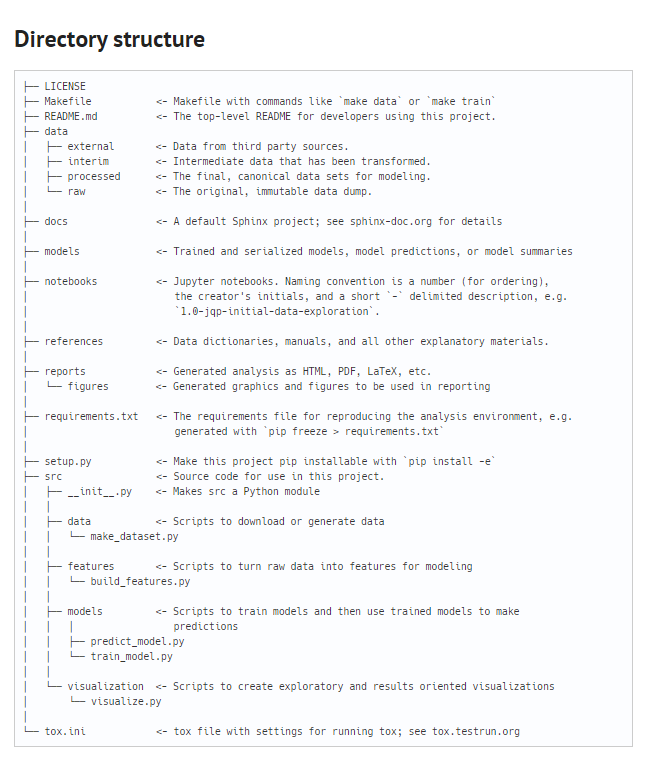 Directory structure
├── LICENSE
├── Makefile           <- Makefile with commands like `make data` or `make train`
├── README.md          <- The top-level README for developers using this project.
├── data
│   ├── external       <- Data from third party sources.
│   ├── interim        <- Intermediate data that has been transformed.
│   ├── processed      <- The final, canonical data sets for modeling.
│   └── raw            <- The original, immutable data dump.
│
├── docs               <- A default Sphinx project; see sphinx-doc.org for details
│
├── models             <- Trained and serialized models, model predictions, or model summaries
│
├── notebooks          <- Jupyter notebooks. Naming convention is a number (for ordering),
│                         the creator's initials, and a short `-` delimited description, e.g.
│                         `1.0-jqp-initial-data-exploration`.
│
├── references         <- Data dictionaries, manuals, and all other explanatory materials.
│
├── reports            <- Generated analysis as HTML, PDF, LaTeX, etc.
│   └── figures        <- Generated graphics and figures to be used in reporting
│
├── requirements.txt   <- The requirements file for reproducing the analysis environment, e.g.
│                         generated with `pip freeze > requirements.txt`
│
├── setup.py           <- Make this project pip installable with `pip install -e`
├── src                <- Source code for use in this project.
│   ├── __init__.py    <- Makes src a Python module
│   │
│   ├── data           <- Scripts to download or generate data
│   │   └── make_dataset.py
│   │
│   ├── features       <- Scripts to turn raw data into features for modeling
│   │   └── build_features.py
│   │
│   ├── models         <- Scripts to train models and then use trained models to make
│   │   │                 predictions
│   │   ├── predict_model.py
│   │   └── train_model.py
│   │
│   └── visualization  <- Scripts to create exploratory and results oriented visualizations
│       └── visualize.py
│
└── tox.ini            <- tox file with settings for running tox; see tox.testrun.org